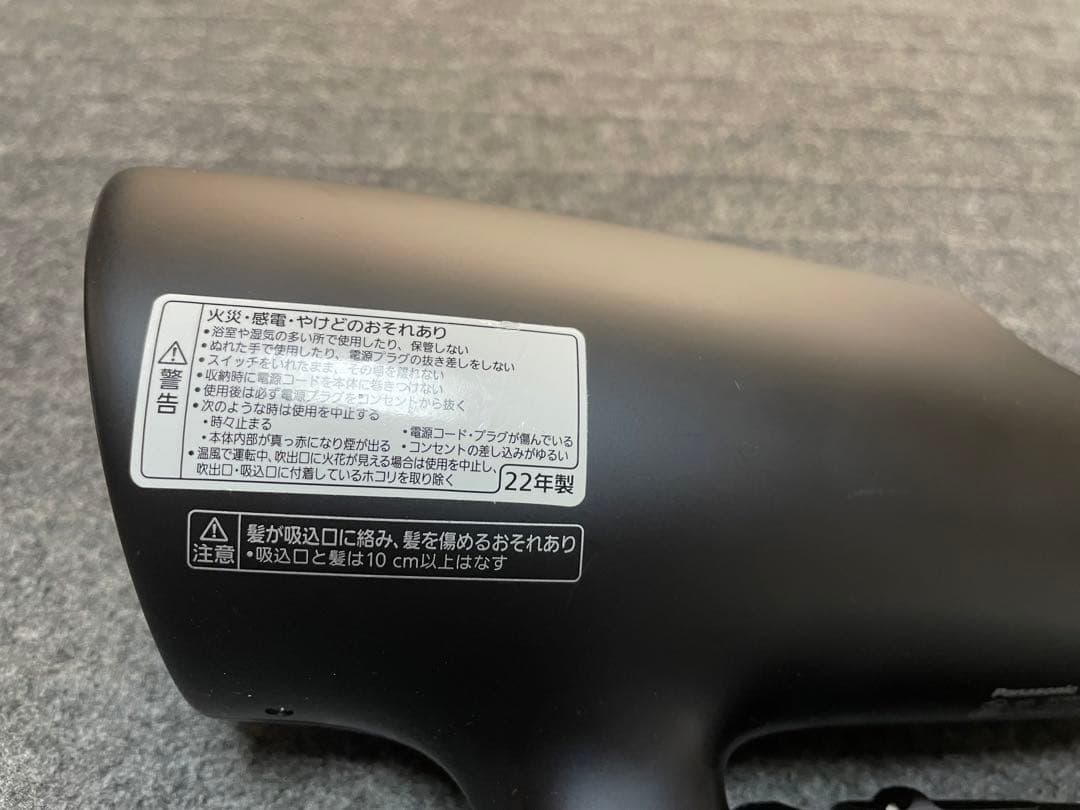 警告
火災・感電・やけどのおそれあり
•浴室や湿気の多い所で使用したり、保管しない
•ぬれた手で使用したり、電源プラグの抜き差しをしない
•スイッチをいれたまま、その場を離れない
•収納時に電源コードを本体に巻きつけない
•使用後は必ず電源プラグをコンセントから抜く
•次のような時は使用を中止する
・時々止まる ・電源コード・プラグが傷んでいる
・本体内部が真っ赤になり煙が出る ・コンセントの差し込みがゆるい
•温風で運転中、吹出口に火花が見える場合は使用を中止し、
吹出口・吸込口に付着しているホコリを取り除く
22年製
注意
髪が吸込口に絡み、髪を傷めるおそれあり
•吸込口と髪は10 cm以上はなす
Panasonic